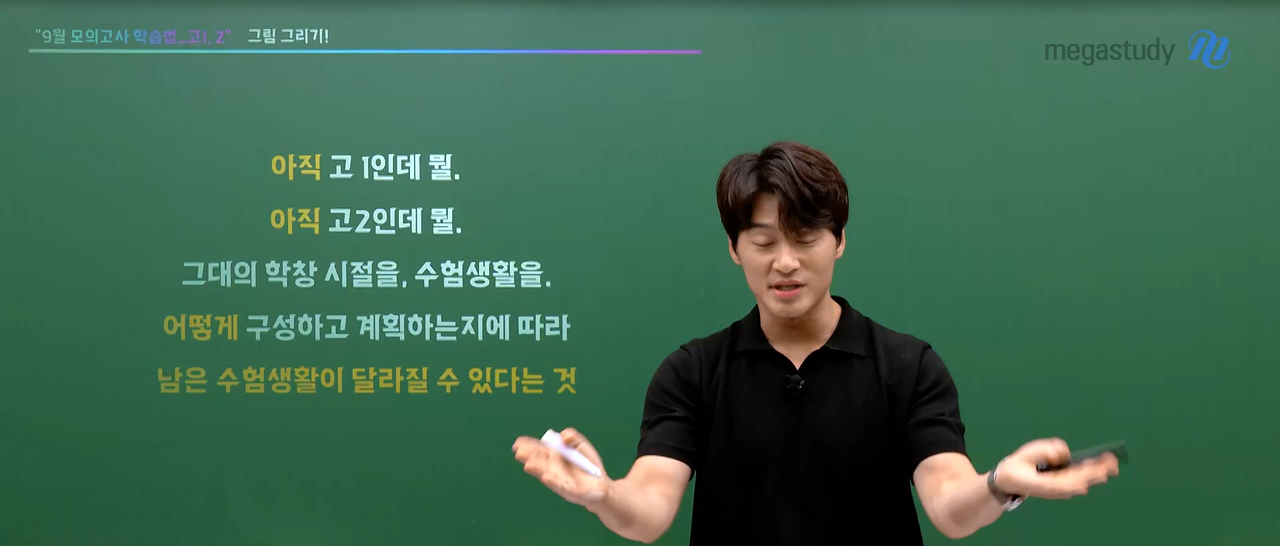 "9월 모의고사 학습법_고1, 2" 그림 그리기!
megastudy
아직 고 1인데 뭘.
아직 고2인데 뭘.
그대의 학창 시절을, 수험생활을.
어떻게 구성하고 계획하는지에 따라
남은 수험생활이 달라질 수 있다는 것